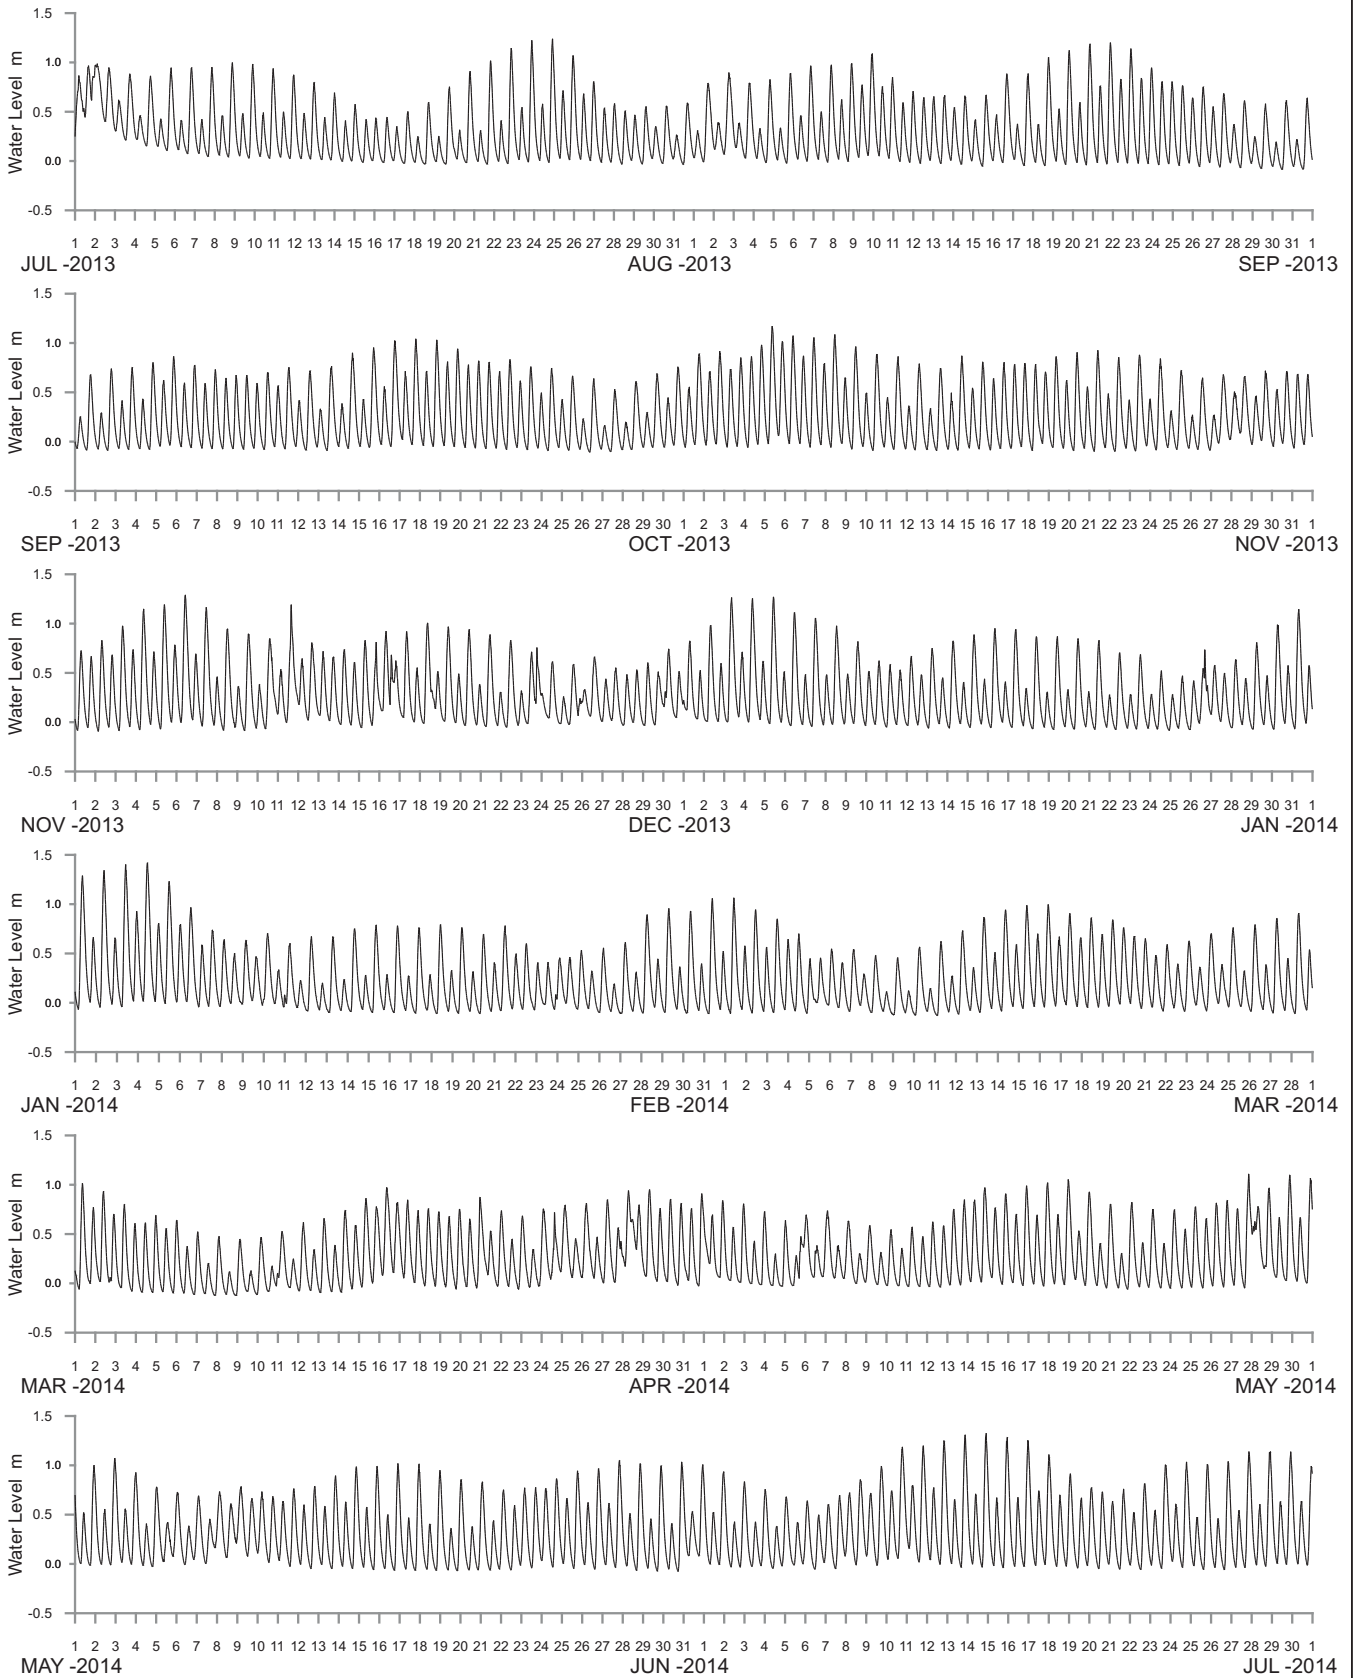 1.5
1.0
0.5
0.0
-0.5
Water Level m
1 2 3 4 5 6 7 8 9 10 11 12 13 14 15 16 17 18 19 20 21 22 23 24 25 26 27 28 29 30 31 1 2 3 4 5 6 7 8 9 10 11 12 13 14 15 16 17 18 19 20 21 22 23 24 25 26 27 28 29 30 31 1
JUL -2013 AUG -2013 SEP -2013
1.5
1.0
0.5
0.0
-0.5
Water Level m
1 2 3 4 5 6 7 8 9 10 11 12 13 14 15 16 17 18 19 20 21 22 23 24 25 26 27 28 29 30 1 2 3 4 5 6 7 8 9 10 11 12 13 14 15 16 17 18 19 20 21 22 23 24 25 26 27 28 29 30 31 1
SEP -2013 OCT -2013 NOV -2013
1.5
1.0
0.5
0.0
-0.5
Water Level m
1 2 3 4 5 6 7 8 9 10 11 12 13 14 15 16 17 18 19 20 21 22 23 24 25 26 27 28 29 30 1 2 3 4 5 6 7 8 9 10 11 12 13 14 15 16 17 18 19 20 21 22 23 24 25 26 27 28 29 30 31 1
NOV -2013 DEC -2013 JAN -2014
1.5
1.0
0.5
0.0
-0.5
Water Level m
1 2 3 4 5 6 7 8 9 10 11 12 13 14 15 16 17 18 19 20 21 22 23 24 25 26 27 28 29 30 31 1 2 3 4 5 6 7 8 9 10 11 12 13 14 15 16 17 18 19 20 21 22 23 24 25 26 27 28 1
JAN -2014 FEB -2014 MAR -2014
1.5
1.0
0.5
0.0
-0.5
Water Level m
1 2 3 4 5 6 7 8 9 10 11 12 13 14 15 16 17 18 19 20 21 22 23 24 25 26 27 28 29 30 31 1 2 3 4 5 6 7 8 9 10 11 12 13 14 15 16 17 18 19 20 21 22 23 24 25 26 27 28 29 30 1
MAR -2014 APR -2014 MAY -2014
1.5
1.0
0.5
0.0
-0.5
Water Level m
1 2 3 4 5 6 7 8 9 10 11 12 13 14 15 16 17 18 19 20 21 22 23 24 25 26 27 28 29 30 31 1 2 3 4 5 6 7 8 9 10 11 12 13 14 15 16 17 18 19 20 21 22 23 24 25 26 27 28 29 30 1
MAY -2014 JUN -2014 JUL -2014